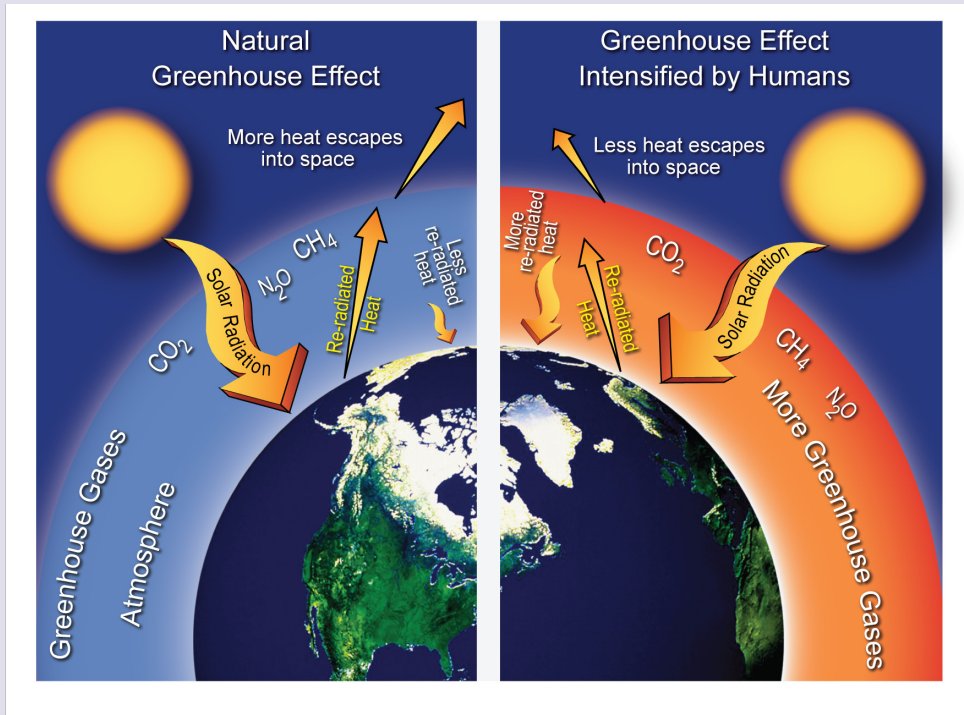 Natural
Greenhouse Effect
More heat escapes
into space
CH₄
N₂O
CO₂
Solar Radiation
Re-radiated
Heat
Less
re-radiated
heat
Greenhouse Gases
Atmosphere
Greenhouse Effect
Intensified by Humans
Less heat escapes
into space
More
re-radiated
heat
CO₂
Re-radiated
Heat
Solar Radiation
CH₄
N₂O
More Greenhouse Gases